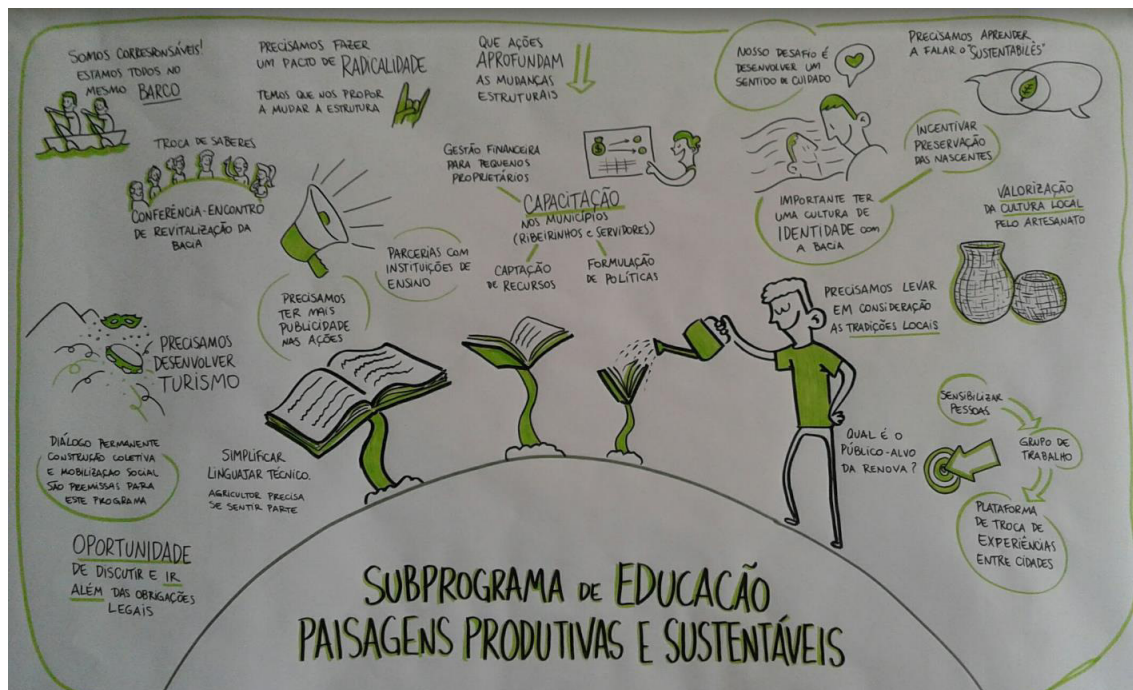 SOMOS CORRESPONSÁVEIS!
ESTAMOS TODOS NO
MESMO BARCO
PRECISAMOS FAZER
UM PACTO DE RADICALIDADE
TEMOS QUE NOS PROPOR
A MUDAR A ESTRUTURA
QUE AÇÕES
APROFUNDAM
AS MUDANÇAS
ESTRUTURAIS
NOSSO DESAFIO É
DESENVOLVER UM
SENTIDO DE CUIDADO
PRECISAMOS APRENDER
A FALAR O "SUSTENTABILÊS"
TROCA DE SABERES
CONFERÊNCIA-ENCONTRO
DE REVITALIZAÇÃO DA
BACIA
GESTÃO FINANCEIRA
PARA PEQUENOS
PROPRIETÁRIOS
CAPACITAÇÃO
NOS MUNICÍPIOS
(RIBEIRINHOS E SERVIDORES)
CAPTAÇÃO
DE RECURSOS
FORMULAÇÃO
DE POLÍTICAS
INCENTIVAR
PRESERVAÇÃO
DAS NASCENTES
IMPORTANTE TER
UMA CULTURA DE
IDENTIDADE COM
A BACIA
VALORIZAÇÃO
DA CULTURA LOCAL
PELO ARTESANATO
PARCERIAS COM
INSTITUIÇÕES DE
ENSINO
PRECISAMOS
TER MAIS
PUBLICIDADE
NAS AÇÕES
PRECISAMOS LEVAR
EM CONSIDERAÇÃO
AS TRADIÇÕES LOCAIS
PRECISAMOS
DESENVOLVER
TURISMO
DIÁLOGO PERMANENTE
CONSTRUÇÃO COLETIVA
E MOBILIZAÇÃO SOCIAL
SÃO PREMISSAS PARA
ESTE PROGRAMA
SIMPLIFICAR
LINGUAJAR TÉCNICO.
AGRICULTOR PRECISA
SE SENTIR PARTE
QUAL É O
PÚBLICO-ALVO
DA RENOVA?
SENSIBILIZAR
PESSOAS
GRUPO DE
TRABALHO
PLATAFORMA
DE TROCA DE
EXPERIÊNCIAS
ENTRE CIDADES
OPORTUNIDADE
DE DISCUTIR E IR
ALÉM DAS OBRIGAÇÕES
LEGAIS
SUBPROGRAMA DE EDUCAÇÃO
PAISAGENS PRODUTIVAS E SUSTENTÁVEIS